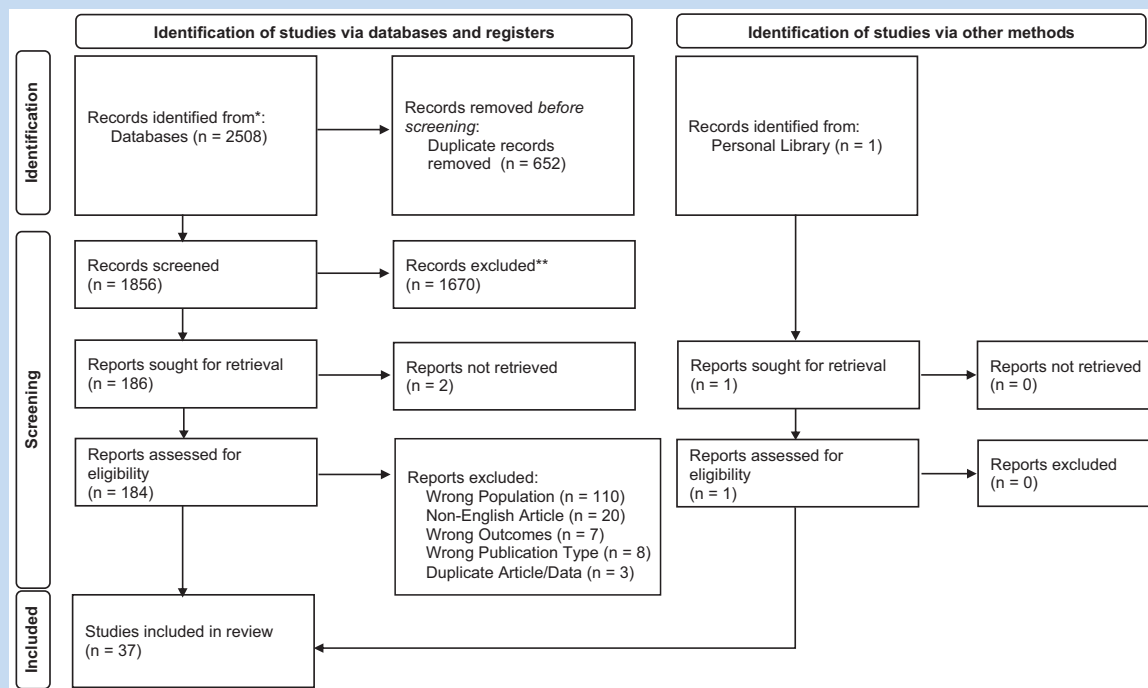 Identification of studies via databases and registers
Identification of studies via other methods
Identification
Records identified from*:
Databases (n = 2508)
Records removed before
screening:
Duplicate records
removed (n = 652)
Records identified from:
Personal Library (n = 1)
Screening
Records screened
(n = 1856)
Records excluded**
(n = 1670)
Reports sought for retrieval
(n = 186)
Reports not retrieved
(n = 2)
Reports sought for retrieval
(n = 1)
Reports not retrieved
(n = 0)
Reports assessed for
eligibility
(n = 184)
Reports excluded:
Wrong Population (n = 110)
Non-English Article (n = 20)
Wrong Outcomes (n = 7)
Wrong Publication Type (n = 8)
Duplicate Article/Data (n = 3)
Reports assessed for
eligibility
(n = 1)
Reports excluded
(n = 0)
Included
Studies included in review
(n = 37)